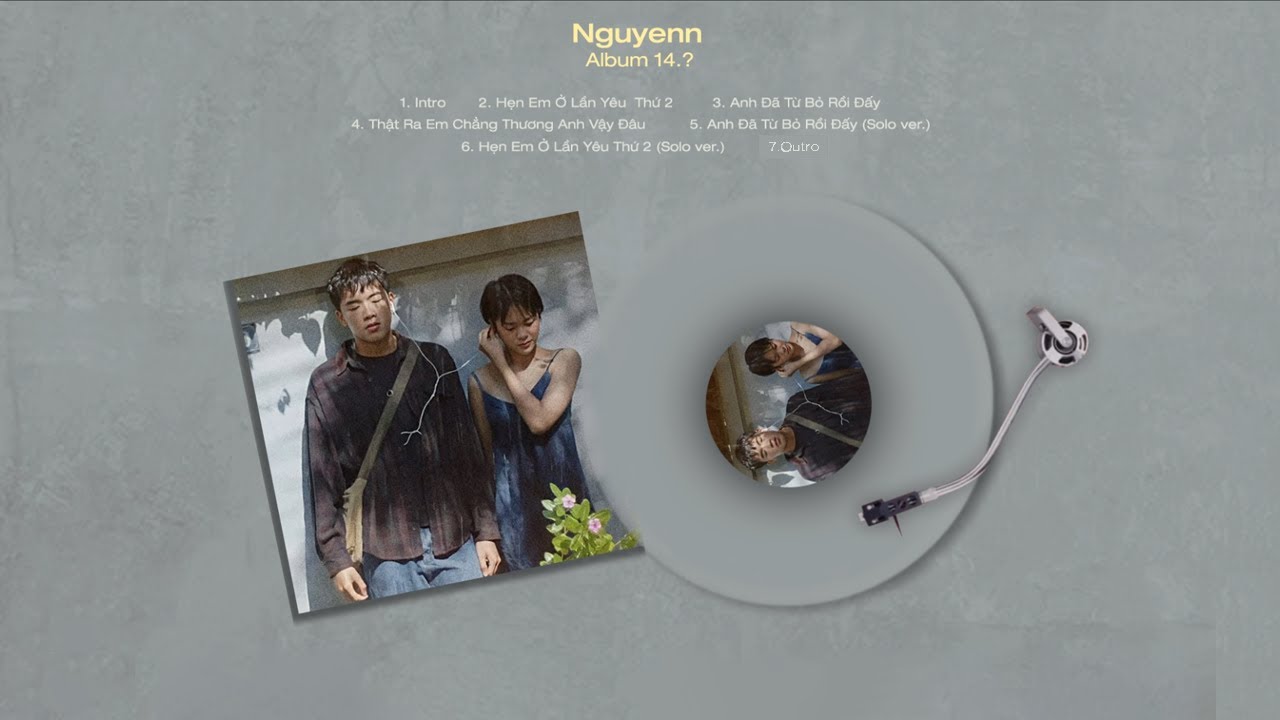 Nguyenn
Album 14.?
1. Intro 2. Hẹn Em Ở Lần Yêu Thứ 2 3. Anh Đã Từ Bỏ Rồi Đấy
4. Thật Ra Em Chẳng Thương Anh Vậy Đâu 5. Anh Đã Từ Bỏ Rồi Đấy (Solo ver.)
6. Hẹn Em Ở Lần Yêu Thứ 2 (Solo ver.) 7 Outro